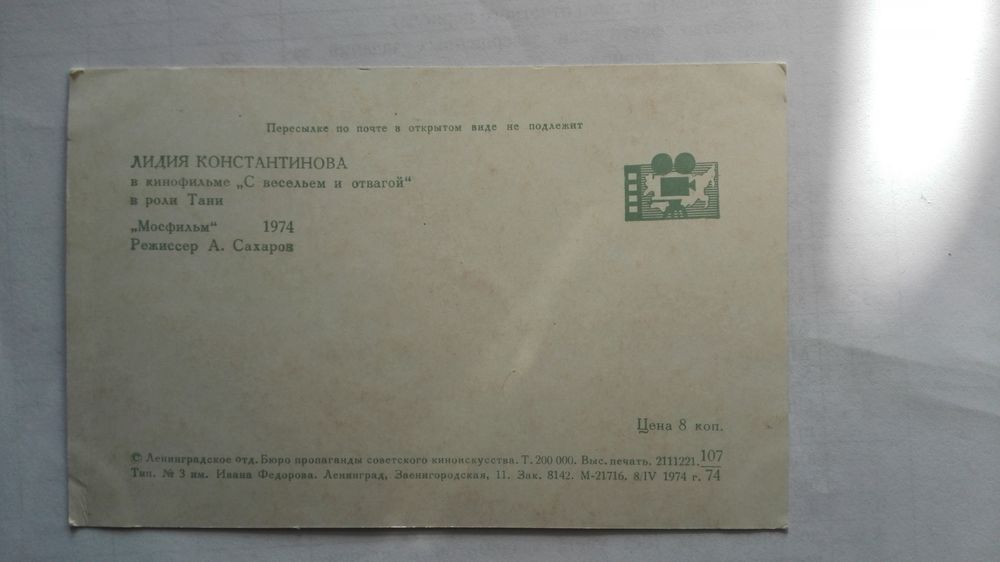 Пересылке по почте в открытом виде не подлежит
ЛИДИЯ КОНСТАНТИНОВА
в кинофильме „С весельем и отвагой“
в роли Тани
„Мосфильм“ 1974
Режиссер А. Сахаров
Цена 8 коп.
© Ленинградское отд. Бюро пропаганды советского киноискусства. Т. 200 000. Выс. печать. 2111221. 107
Тип. № 3 им. Ивана Федорова. Ленинград, Звенигородская, 11. Зак. 8142. М-21716. 8/IV 1974 г. 74